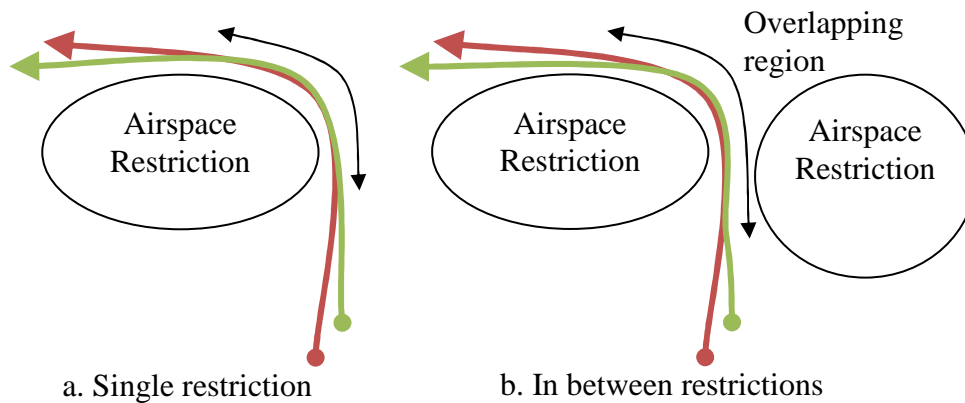 Airspace
Restriction
a. Single restriction
Overlapping
region
Airspace
Restriction
Airspace
Restriction
b. In between restrictions